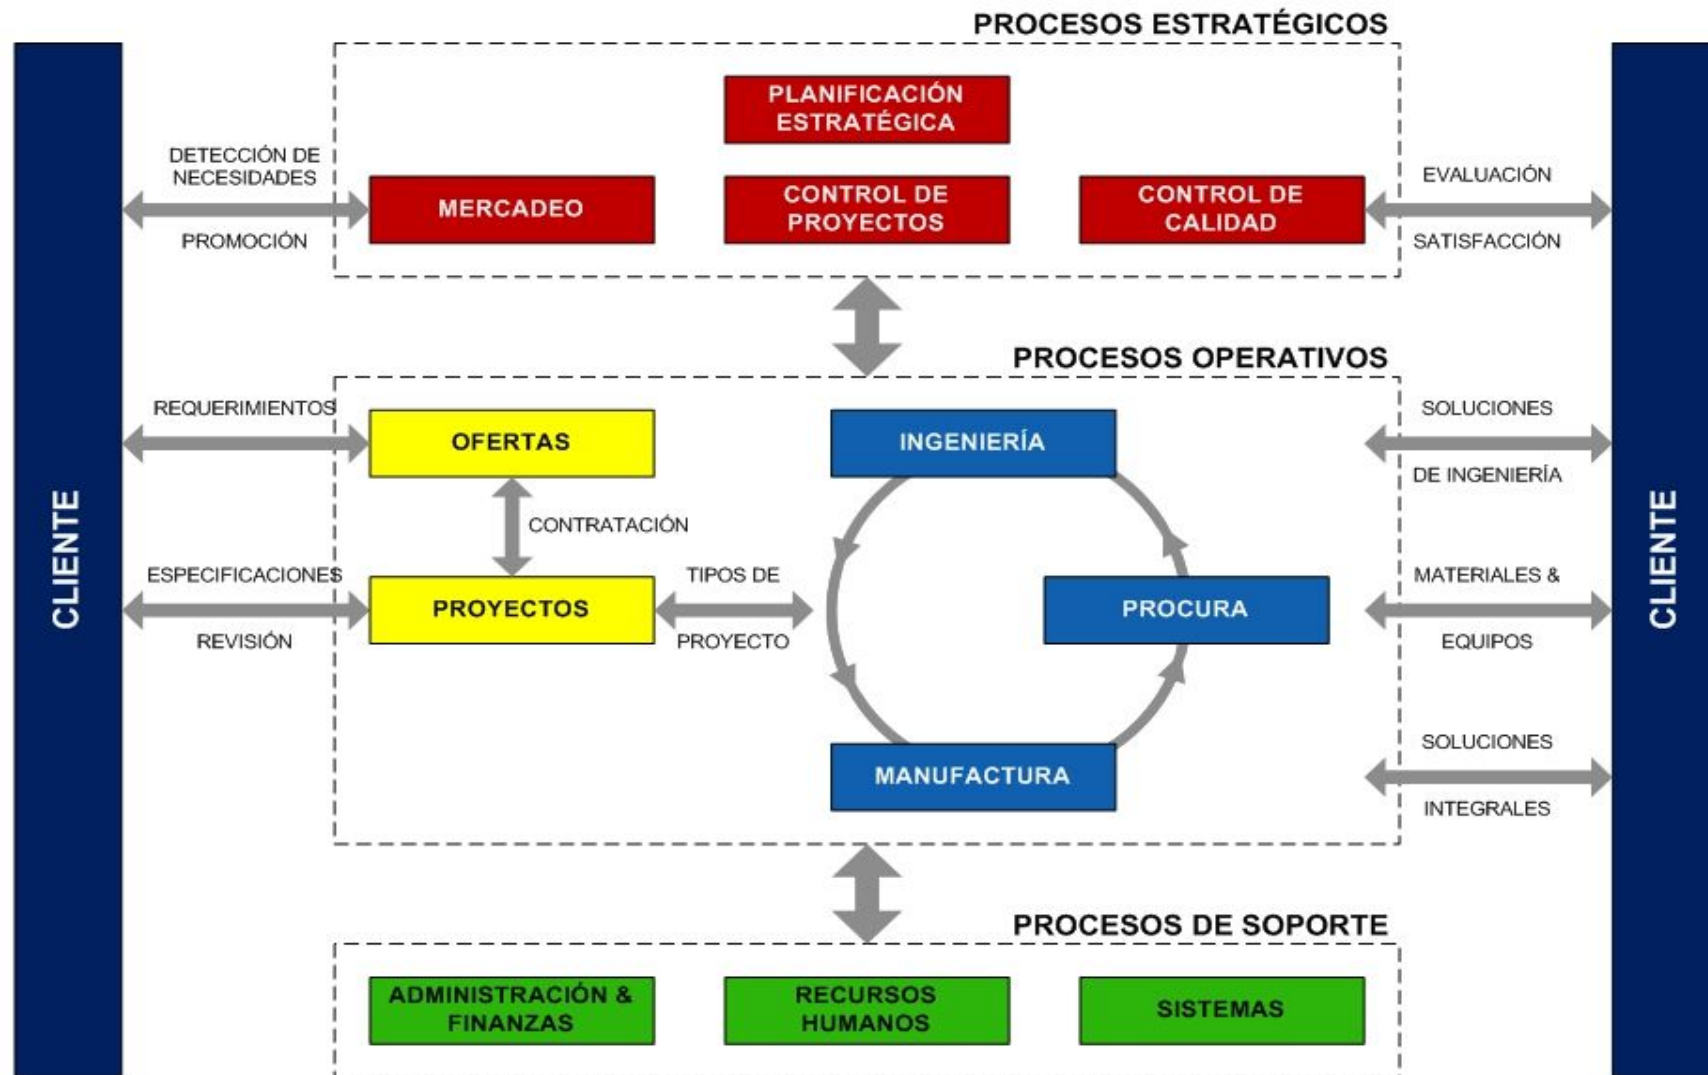 PROCESOS ESTRATÉGICOS
PLANIFICACIÓN
ESTRATÉGICA
DETECCIÓN DE
NECESIDADES
PROMOCIÓN
MERCADEO
CONTROL DE
PROYECTOS
CONTROL DE
CALIDAD
EVALUACIÓN
SATISFACCIÓN
PROCESOS OPERATIVOS
REQUERIMIENTOS
OFERTAS
INGENIERÍA
SOLUCIONES
DE INGENIERÍA
CONTRATACIÓN
CLIENTE
ESPECIFICACIONES
REVISIÓN
PROYECTOS
TIPOS DE
PROYECTO
PROCURA
MATERIALES &
EQUIPOS
CLIENTE
MANUFACTURA
SOLUCIONES
INTEGRALES
PROCESOS DE SOPORTE
ADMINISTRACIÓN &
FINANZAS
RECURSOS
HUMANOS
SISTEMAS